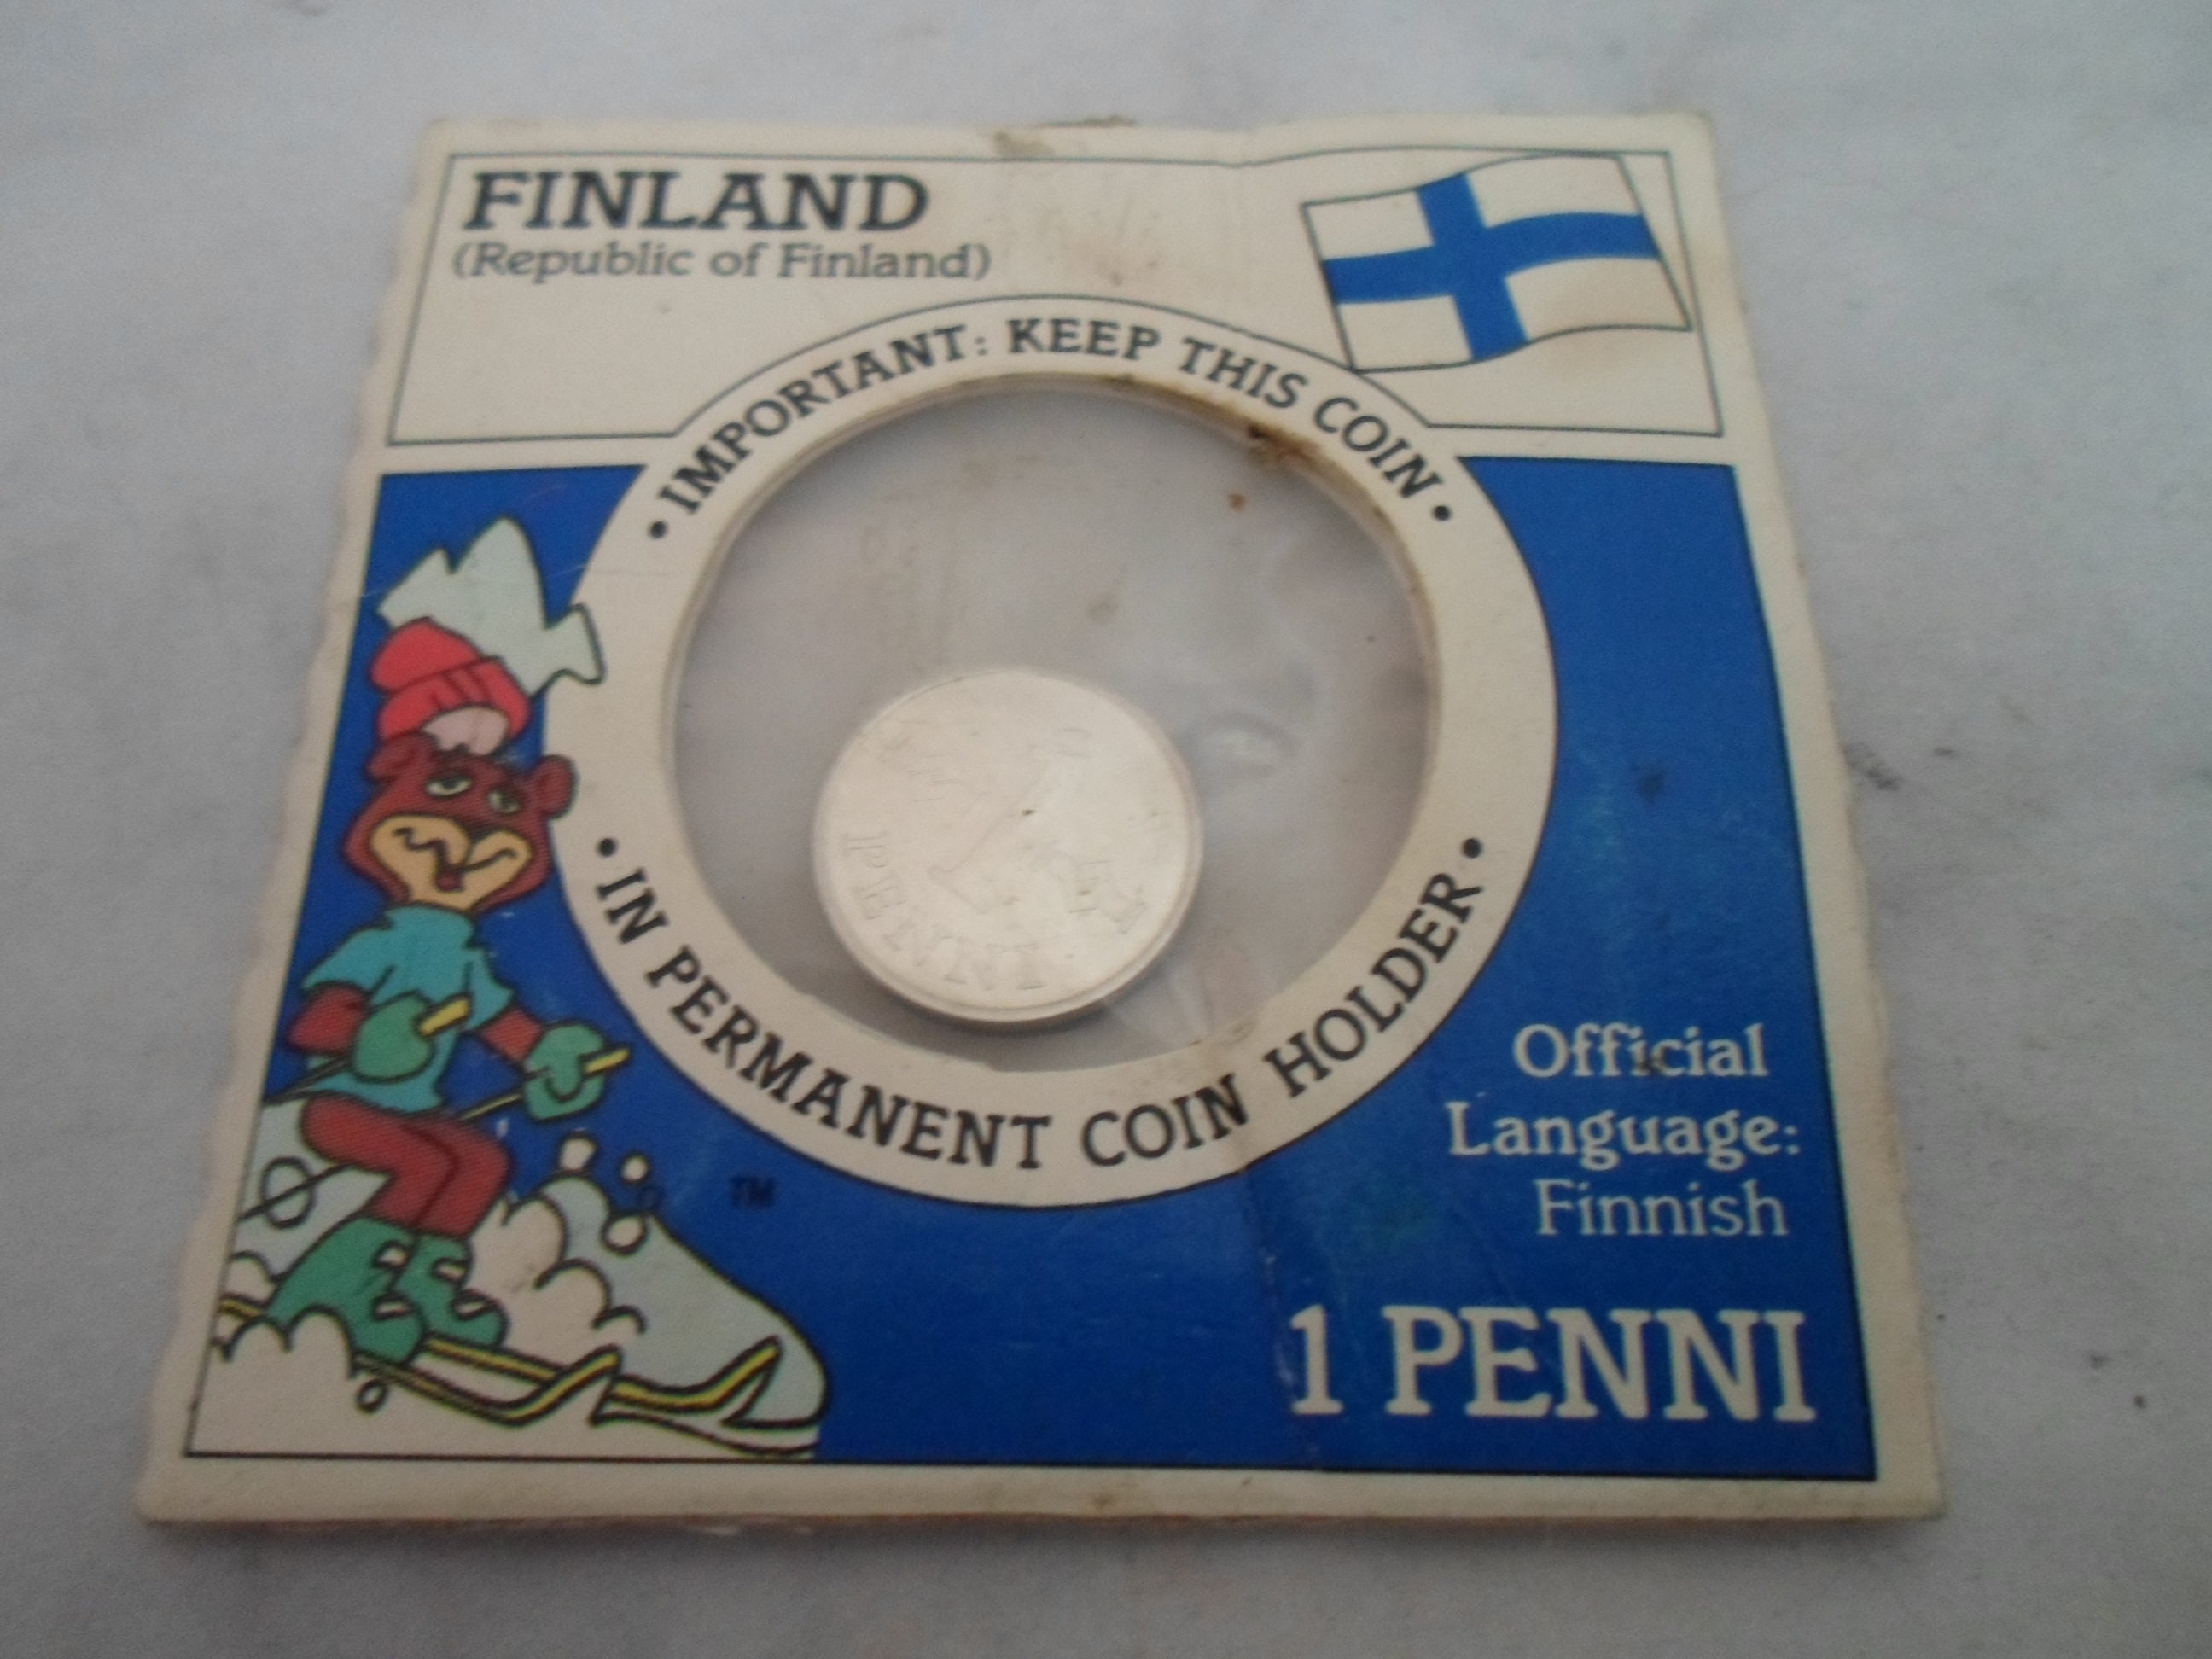 FINLAND
(Republic of Finland)
• IMPORTANT: KEEP THIS COIN •
PENNI
• IN PERMANENT COIN HOLDER •
TM
Official
Language:
Finnish
1 PENNI